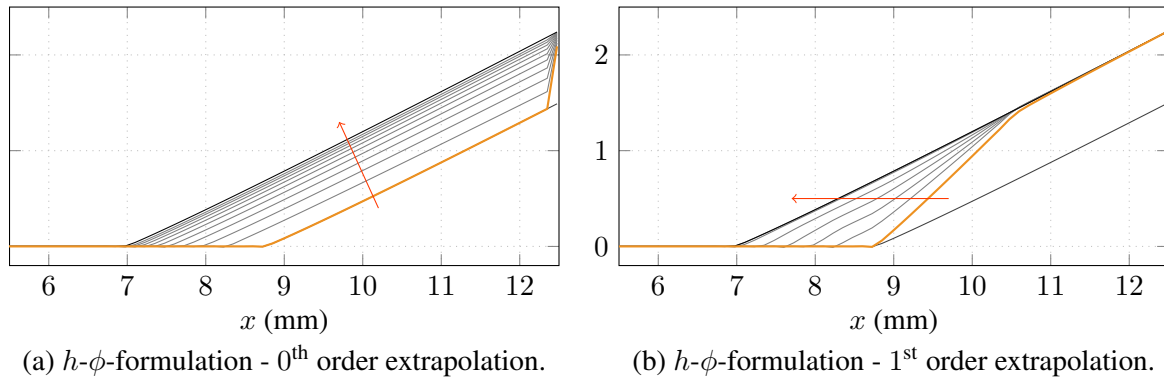 2
1
0
6 7 8 9 10 11 12
6 7 8 9 10 11 12
x (mm)
x (mm)
(a) h-ϕ-formulation - 0th order extrapolation.
(b) h-ϕ-formulation - 1st order extrapolation.